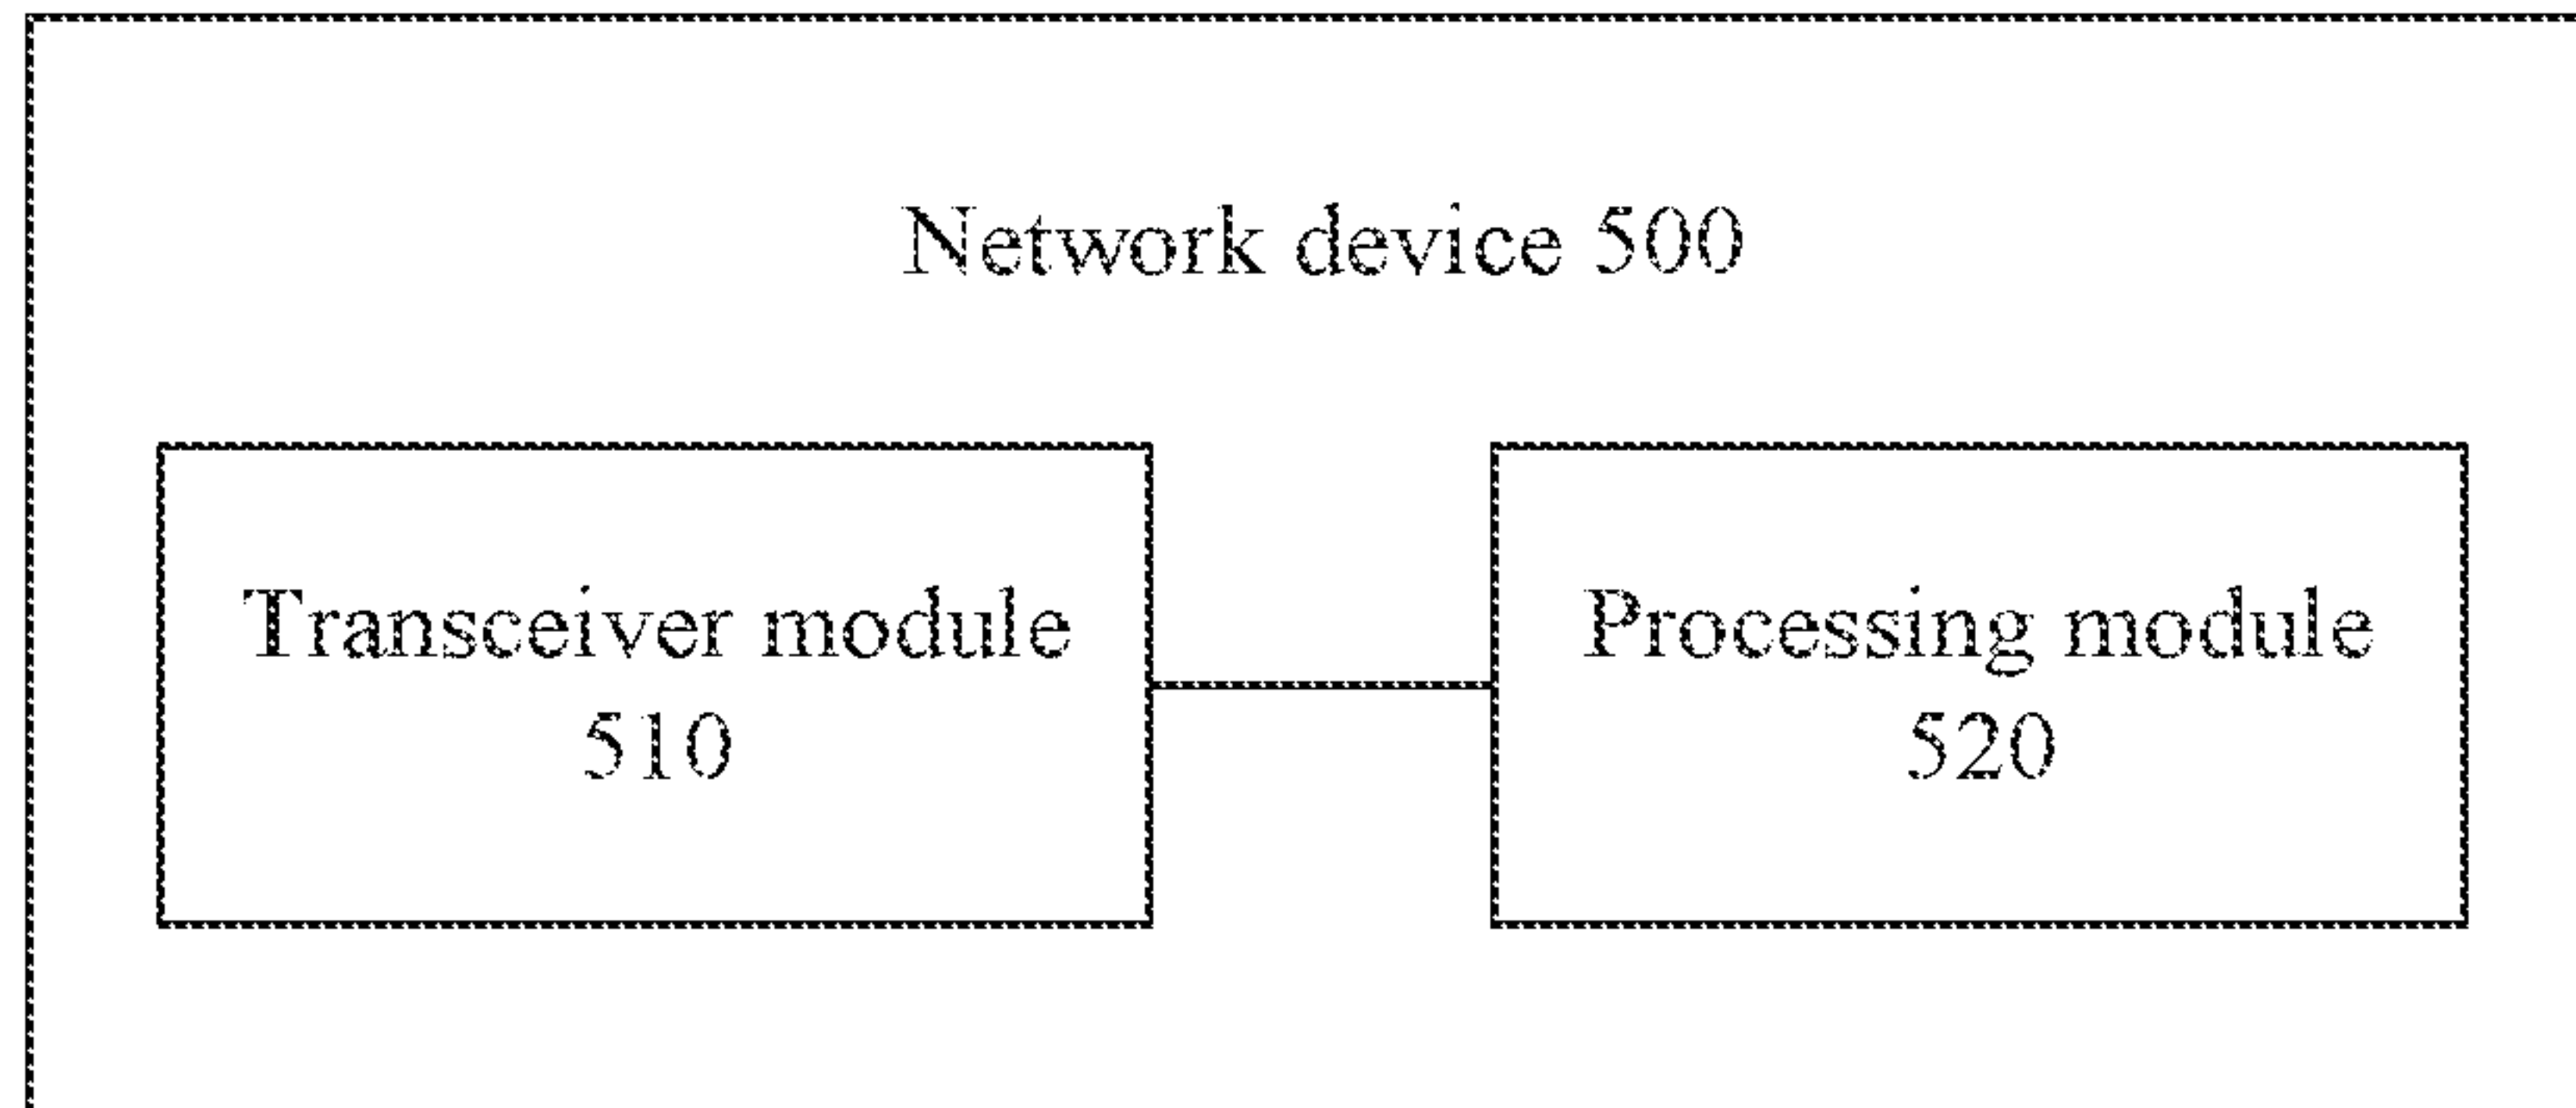 Network device 500
Transceiver module
510
Processing module
520